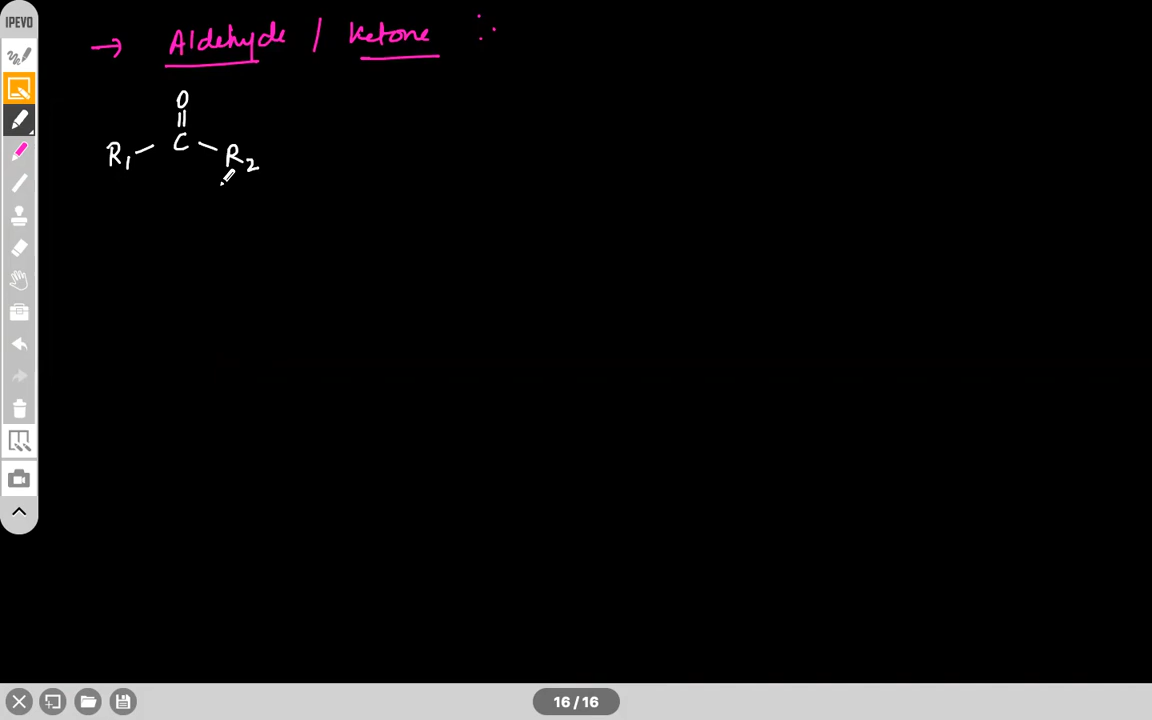 IPEVO
→ Aldehyde / Ketone :
O
||
R1 - C - R2
16/16